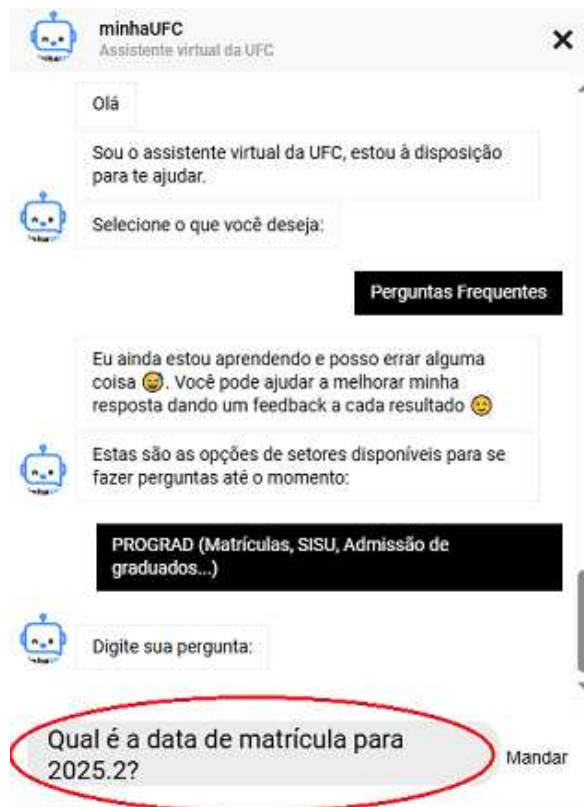 minhaUFC
Assistente virtual da UFC
Olá
Sou o assistente virtual da UFC, estou à disposição
para te ajudar.
Selecione o que você deseja:
Perguntas Frequentes
Eu ainda estou aprendendo e posso errar alguma
coisa 😅. Você pode ajudar a melhorar minha
resposta dando um feedback a cada resultado 😉
Estas são as opções de setores disponíveis para se
fazer perguntas até o momento:
PROGRAD (Matrículas, SISU, Admissão de
graduados...)
Digite sua pergunta:
Qual é a data de matrícula para
2025.2?
Mandar